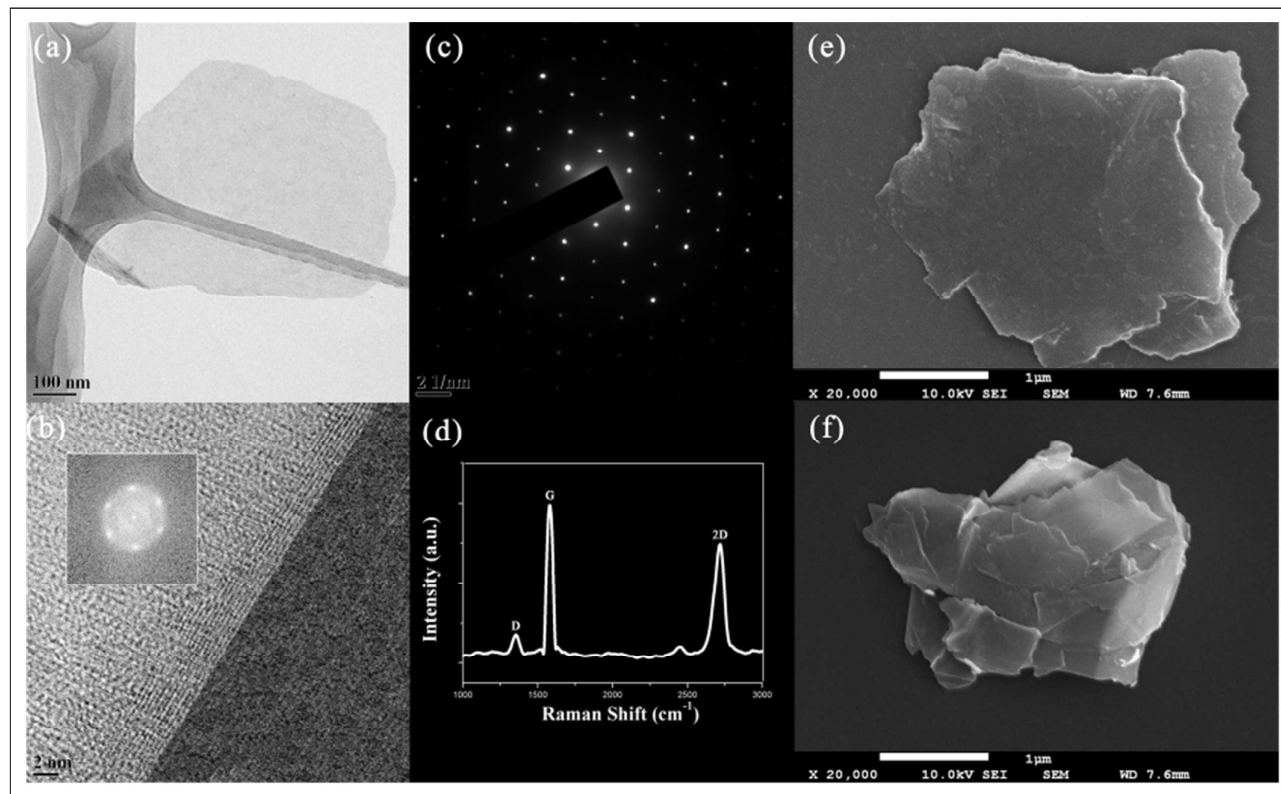 (a)
100 nm
(b)
2 nm
(c)
2 1/nm
(d)
Intensity (a.u.)
D
G
2D
1000 1500 2000 2500 3000
Raman Shift (cm⁻¹)
(e)
1μm
X 20,000 10.0kV SEI SEM WD 7.6mm
(f)
1μm
X 20,000 10.0kV SEI SEM WD 7.6mm